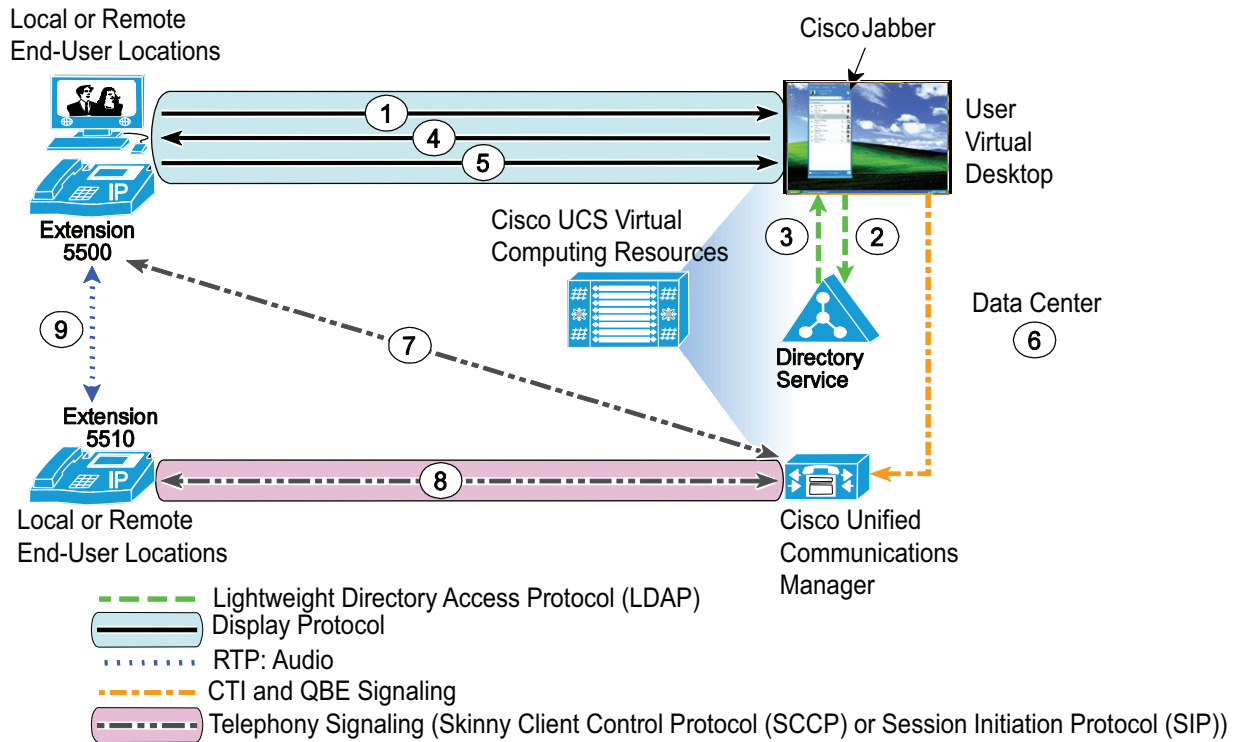 Local or Remote
End-User Locations
Cisco Jabber
1
4
5
User
Virtual
Desktop
IP
Extension
5500
Cisco UCS Virtual
Computing Resources
3
2
Data Center
6
Directory
Service
9
7
Extension
5510
IP
8
Local or Remote
End-User Locations
Cisco Unified
Communications
Manager
Lightweight Directory Access Protocol (LDAP)
Display Protocol
RTP: Audio
CTI and QBE Signaling
Telephony Signaling (Skinny Client Control Protocol (SCCP) or Session Initiation Protocol (SIP))